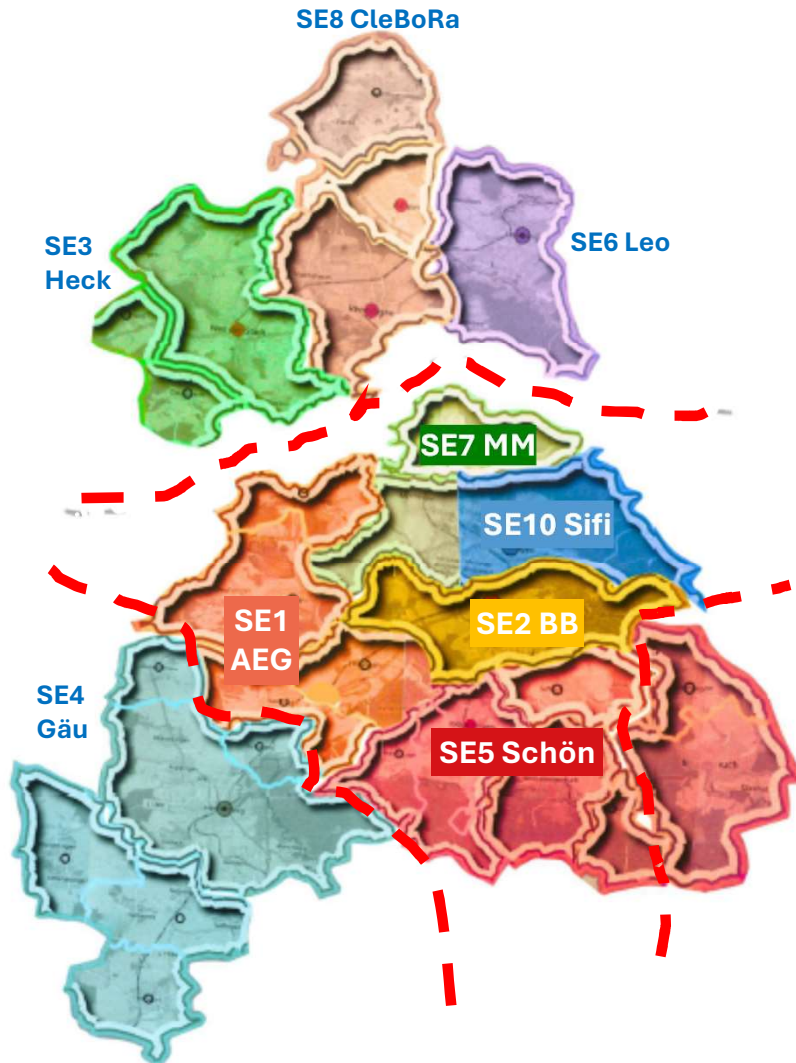 SE8 CleBoRa
SE3
Heck
SE6 Leo
SE7 MM
SE10 Sifi
SE1
AEG
SE2 BB
SE4
Gäu
SE5 Schön